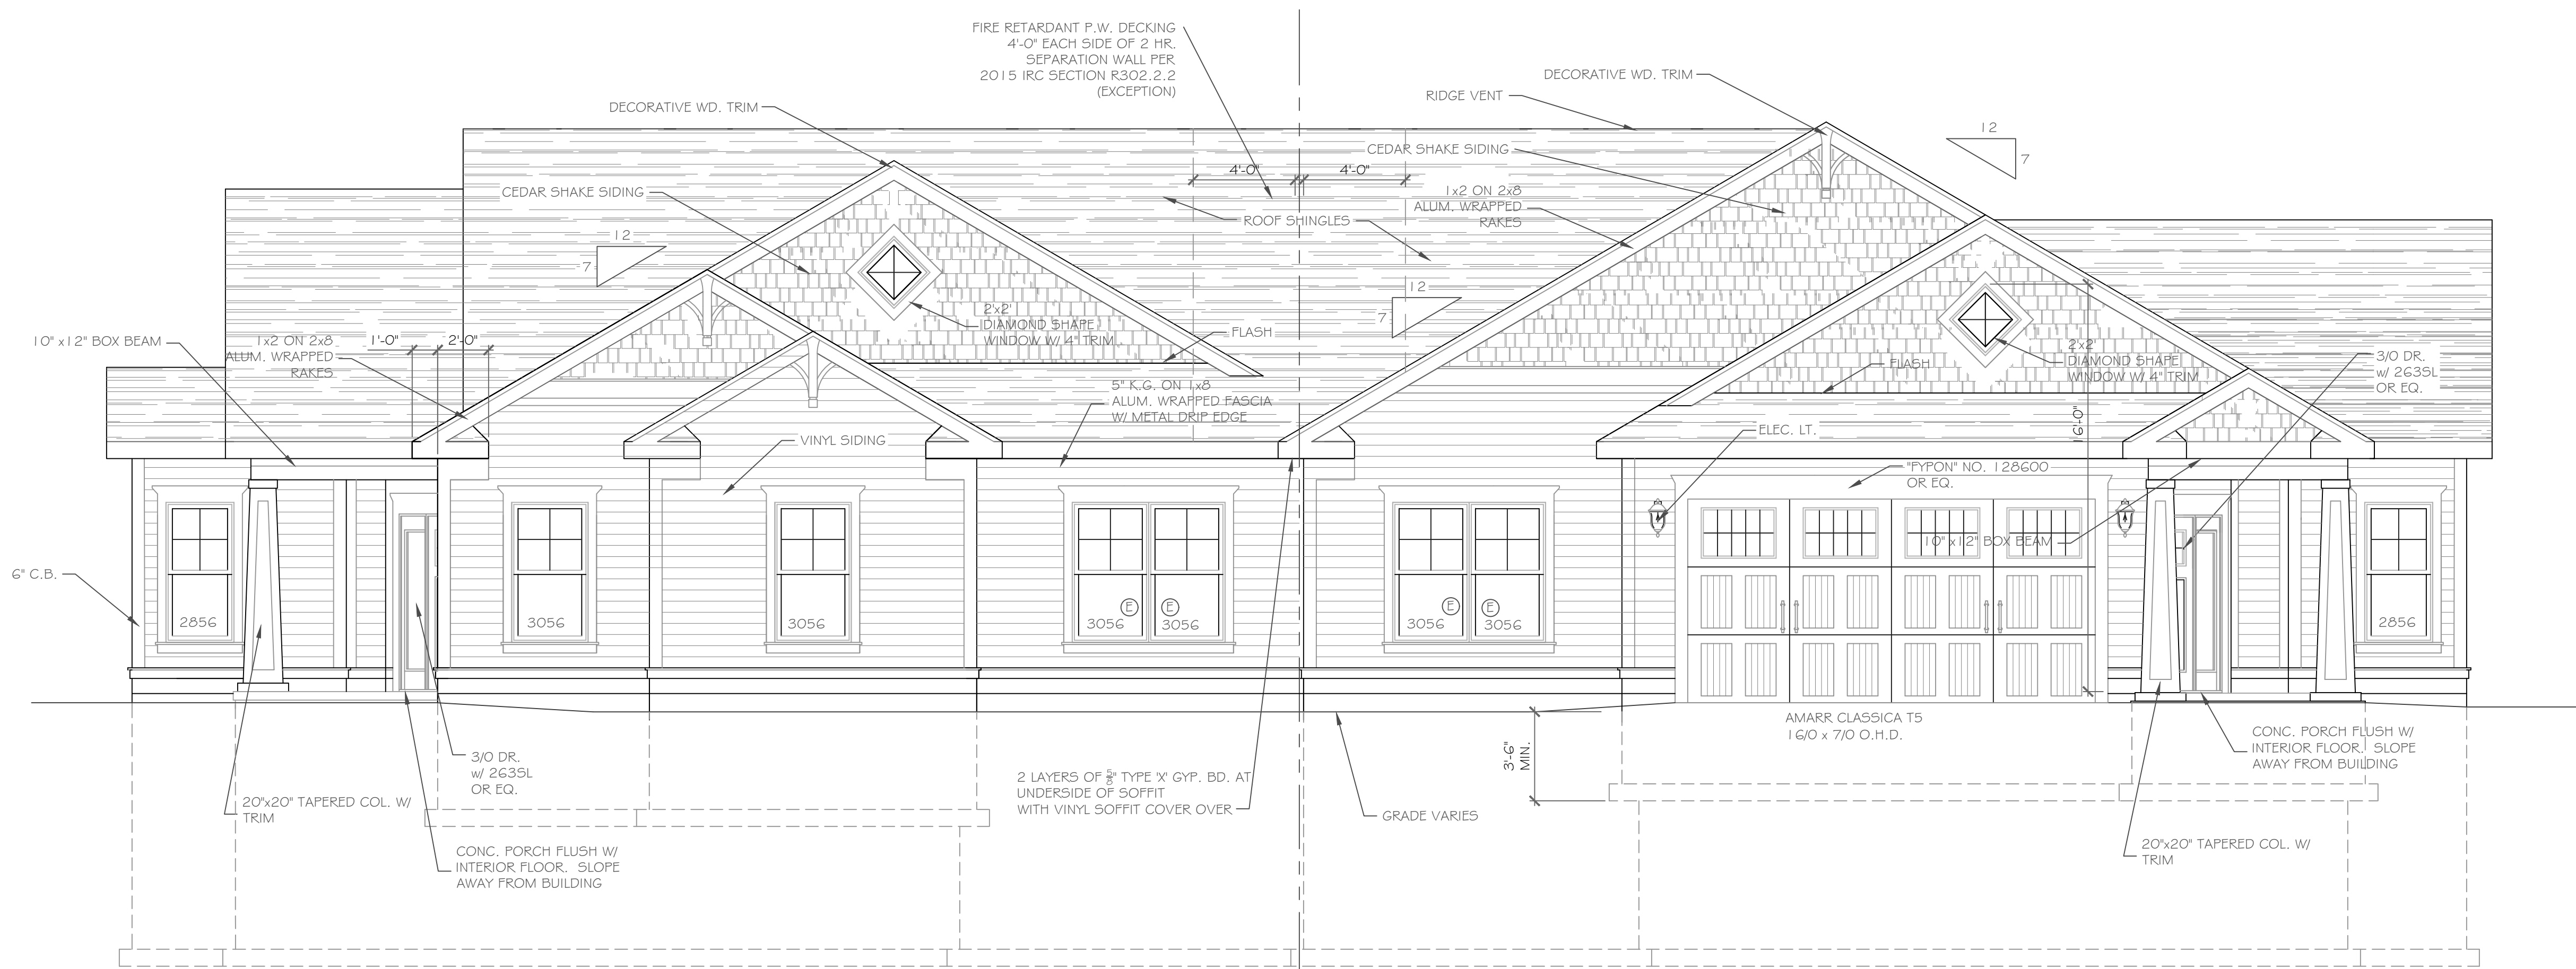 FIRE RETARDANT P.W. DECKING
4'-0" EACH SIDE OF 2 HR.
SEPARATION WALL PER
2015 IRC SECTION R302.2.2
(EXCEPTION)
DECORATIVE WD. TRIM
RIDGE VENT
DECORATIVE WD. TRIM
12
7
CEDAR SHAKE SIDING
4'-0"
4'-0"
CEDAR SHAKE SIDING
1x2 ON 2x8
ALUM. WRAPPED
RAKES
ROOF SHINGLES
12
7
12
7
2'x2'
DIAMOND SHAPE
WINDOW W/ 4" TRIM
FLASH
10" x12" BOX BEAM
1x2 ON 2x8
ALUM. WRAPPED
RAKES
1'-0"
2'-0"
2'x2'
DIAMOND SHAPE
WINDOW W/ 4" TRIM
FLASH
3/0 DR.
w/ 263SL
OR EQ.
5" K.G. ON 1x8
ALUM. WRAPPED FASCIA
W/ METAL DRIP EDGE
16'-0"
VINYL SIDING
ELEC. LT.
"FYPON" NO. 128600
OR EQ.
10" x12" BOX BEAM
6" C.B.
2856
3056
3056
3056
E
E
3056
3056
E
E
3056
2856
AMARR CLASSICA T5
16/0 x 7/0 O.H.D.
3'-6"
MIN.
3/0 DR.
w/ 263SL
OR EQ.
20"x20" TAPERED COL. W/
TRIM
2 LAYERS OF 5/8" TYPE 'X' GYP. BD. AT
UNDERSIDE OF SOFFIT
WITH VINYL SOFFIT COVER OVER
GRADE VARIES
CONC. PORCH FLUSH W/
INTERIOR FLOOR. SLOPE
AWAY FROM BUILDING
CONC. PORCH FLUSH W/
INTERIOR FLOOR. SLOPE
AWAY FROM BUILDING
20"x20" TAPERED COL. W/
TRIM